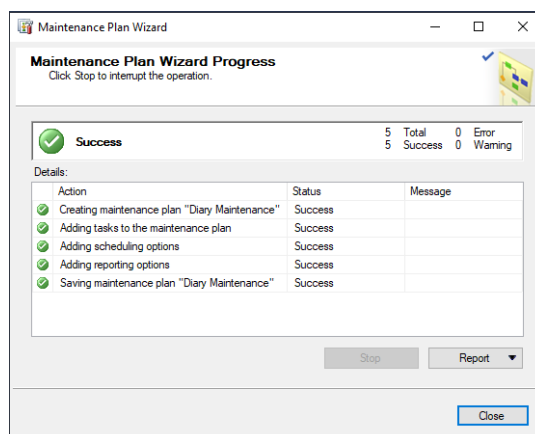 Maintenance Plan Wizard
Maintenance Plan Wizard Progress
Click Stop to interrupt the operation.
Success
5 Total 0 Error
5 Success 0 Warning
Details:
Action Status Message
Creating maintenance plan "Diary Maintenance" Success
Adding tasks to the maintenance plan Success
Adding scheduling options Success
Adding reporting options Success
Saving maintenance plan "Diary Maintenance" Success
Stop Report
Close